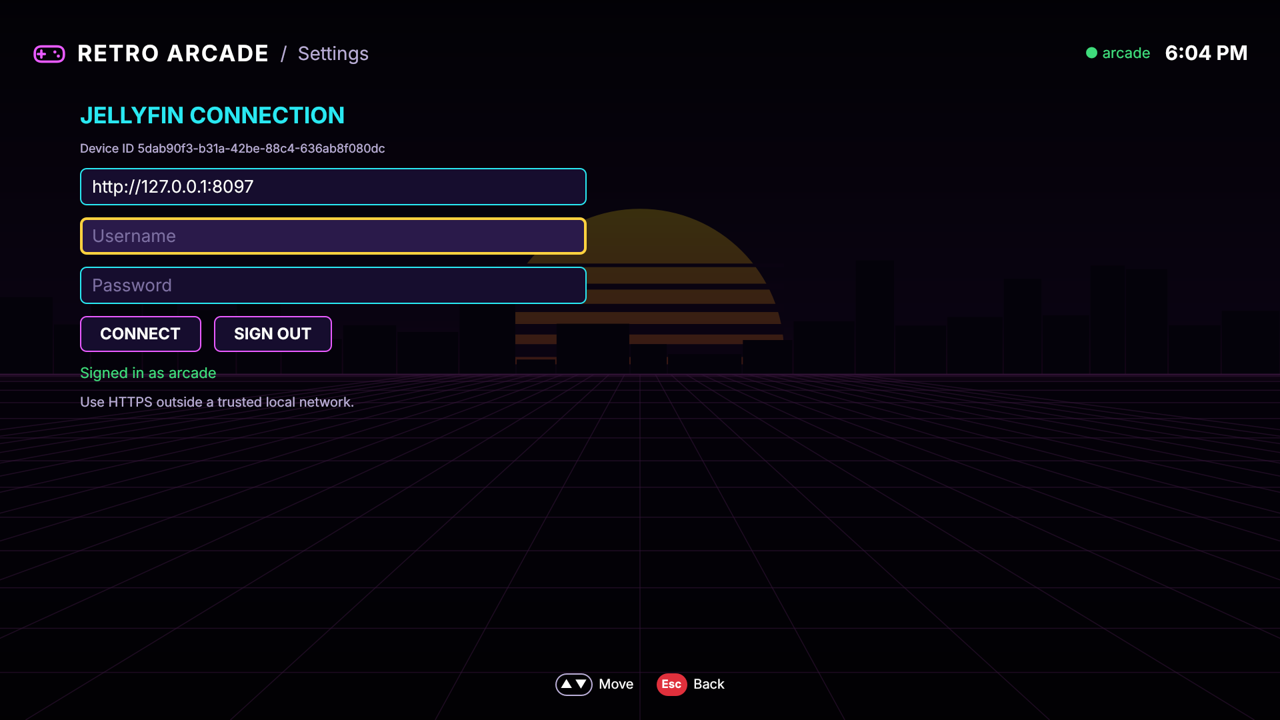 RETRO ARCADE / Settings
arcade 6:04 PM
JELLYFIN CONNECTION
Device ID 5dab90f3-b31a-42be-88c4-636ab8f080dc
http://127.0.0.1:8097
Username
Password
CONNECT SIGN OUT
Signed in as arcade
Use HTTPS outside a trusted local network.
▲▼ Move Esc Back